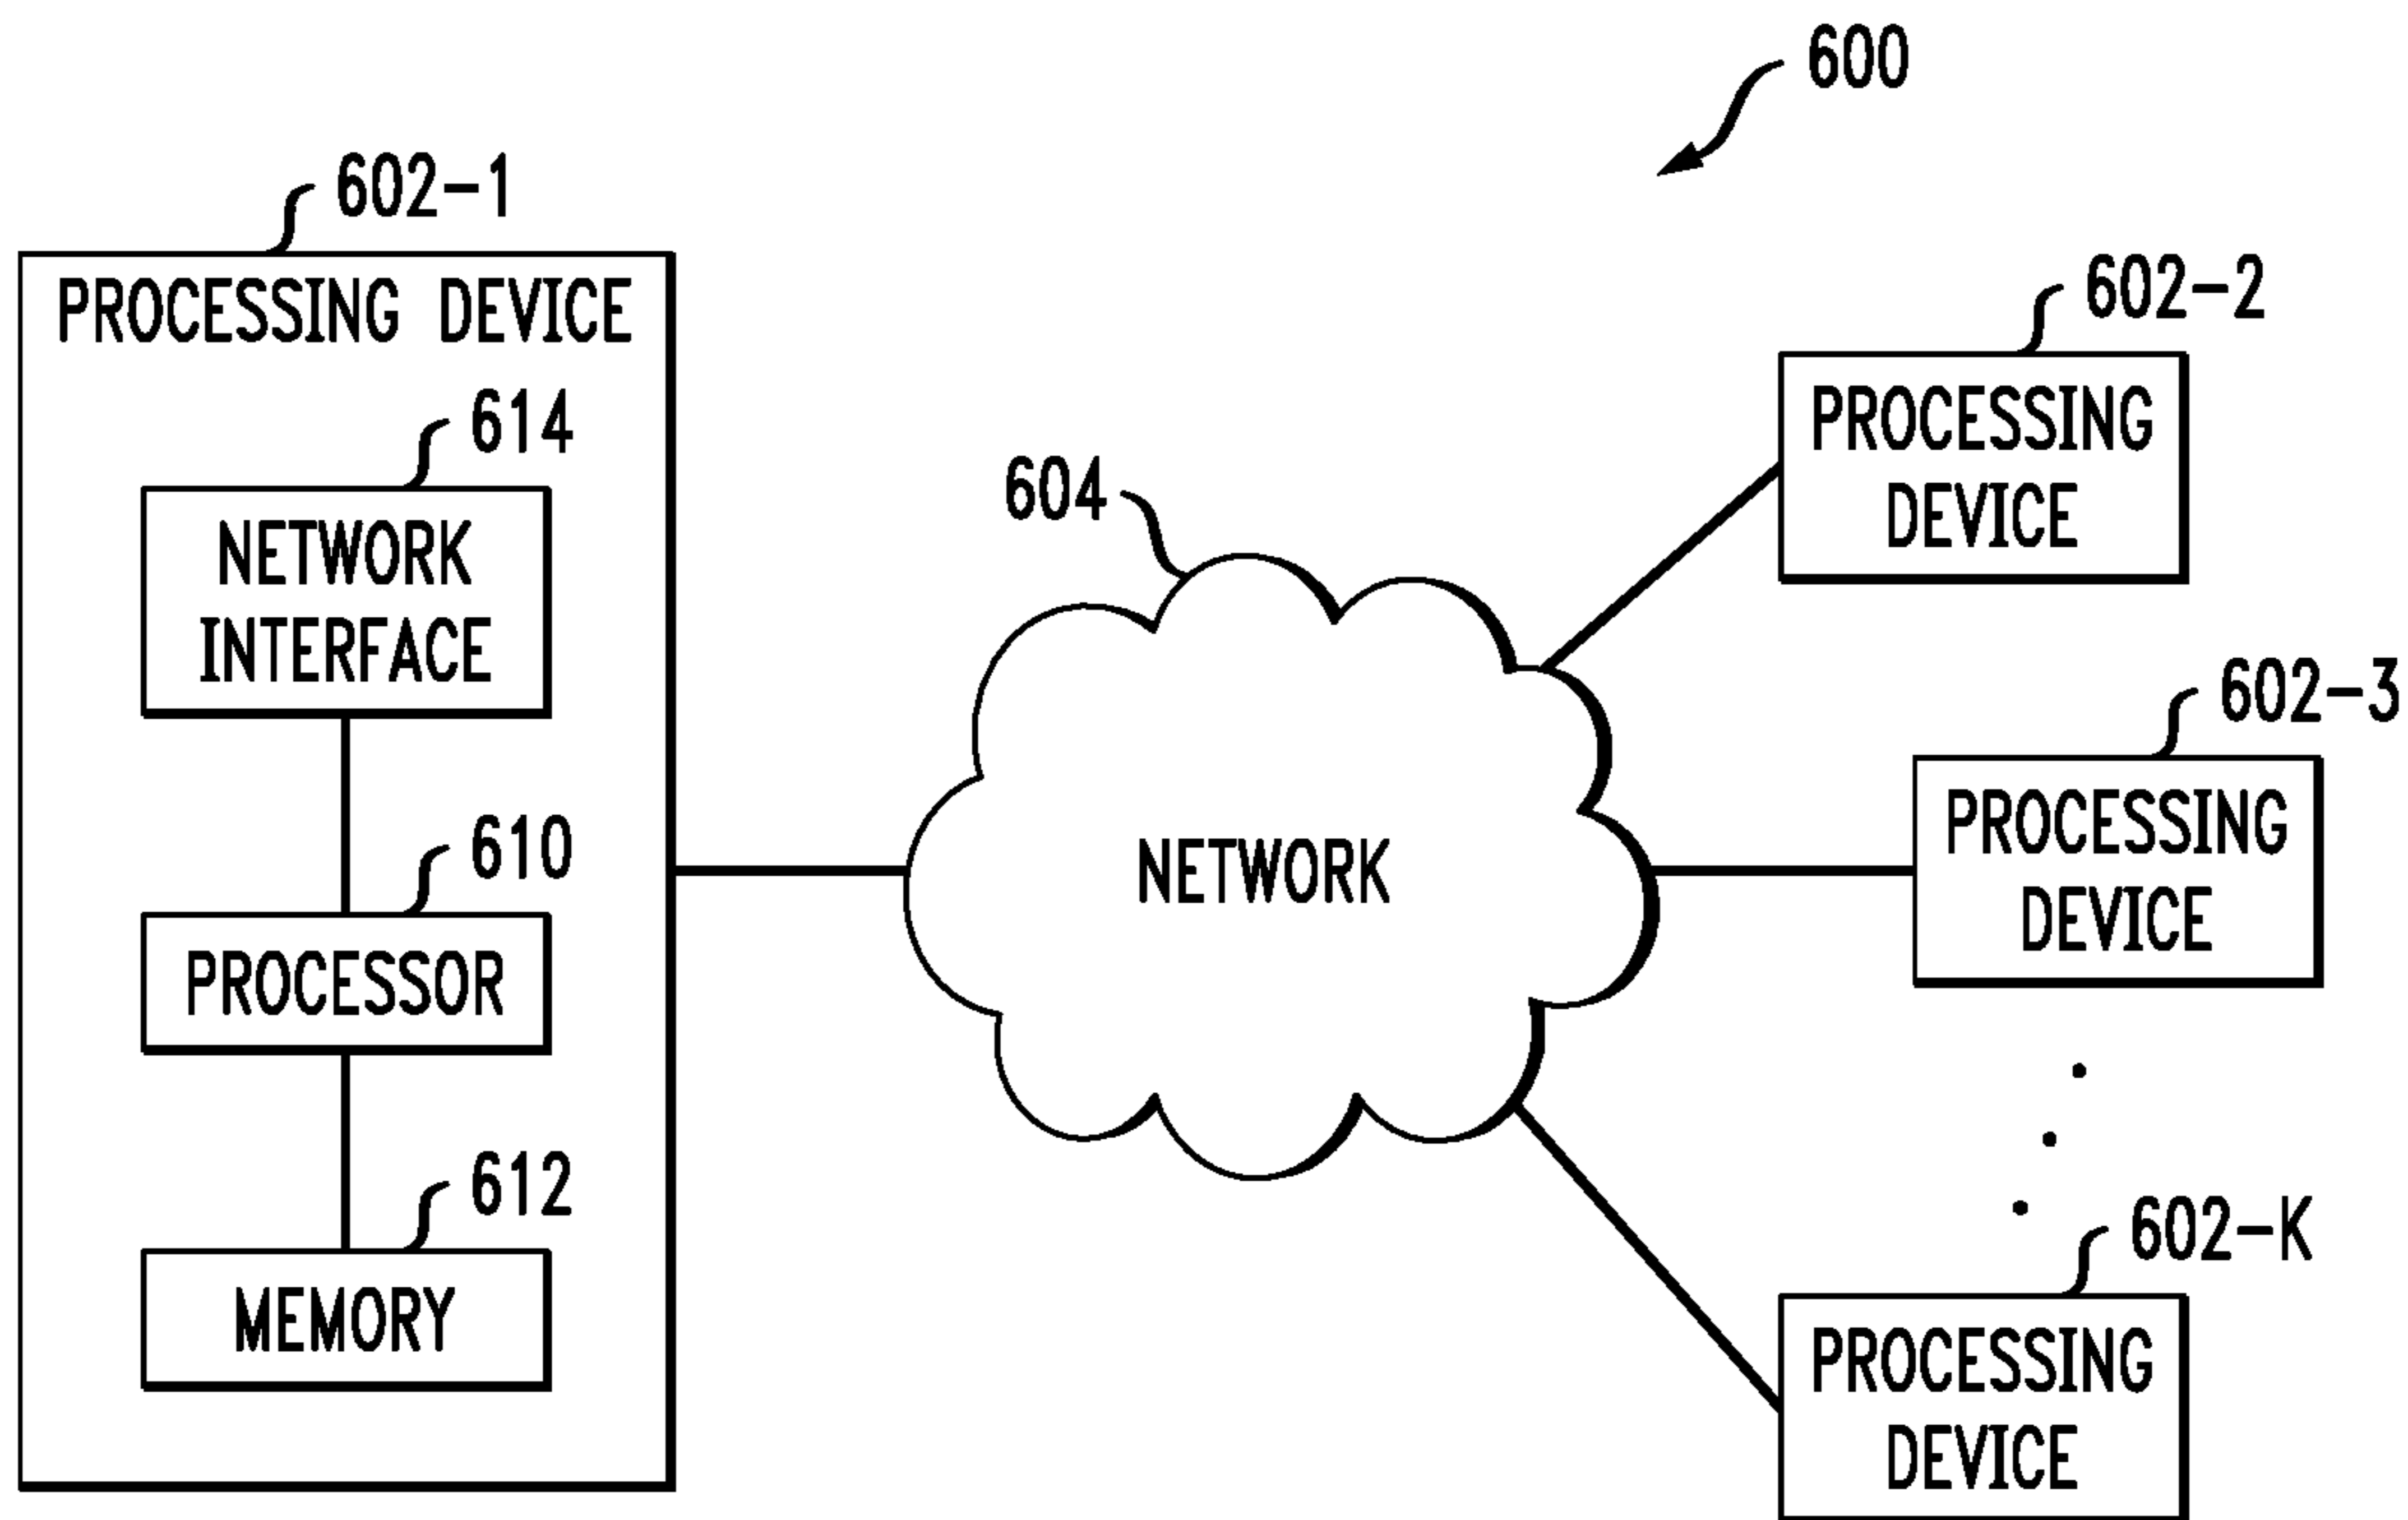 600
602-1
PROCESSING DEVICE
614
NETWORK
INTERFACE
610
PROCESSOR
612
MEMORY
604
NETWORK
602-2
PROCESSING
DEVICE
602-3
PROCESSING
DEVICE
602-K
PROCESSING
DEVICE